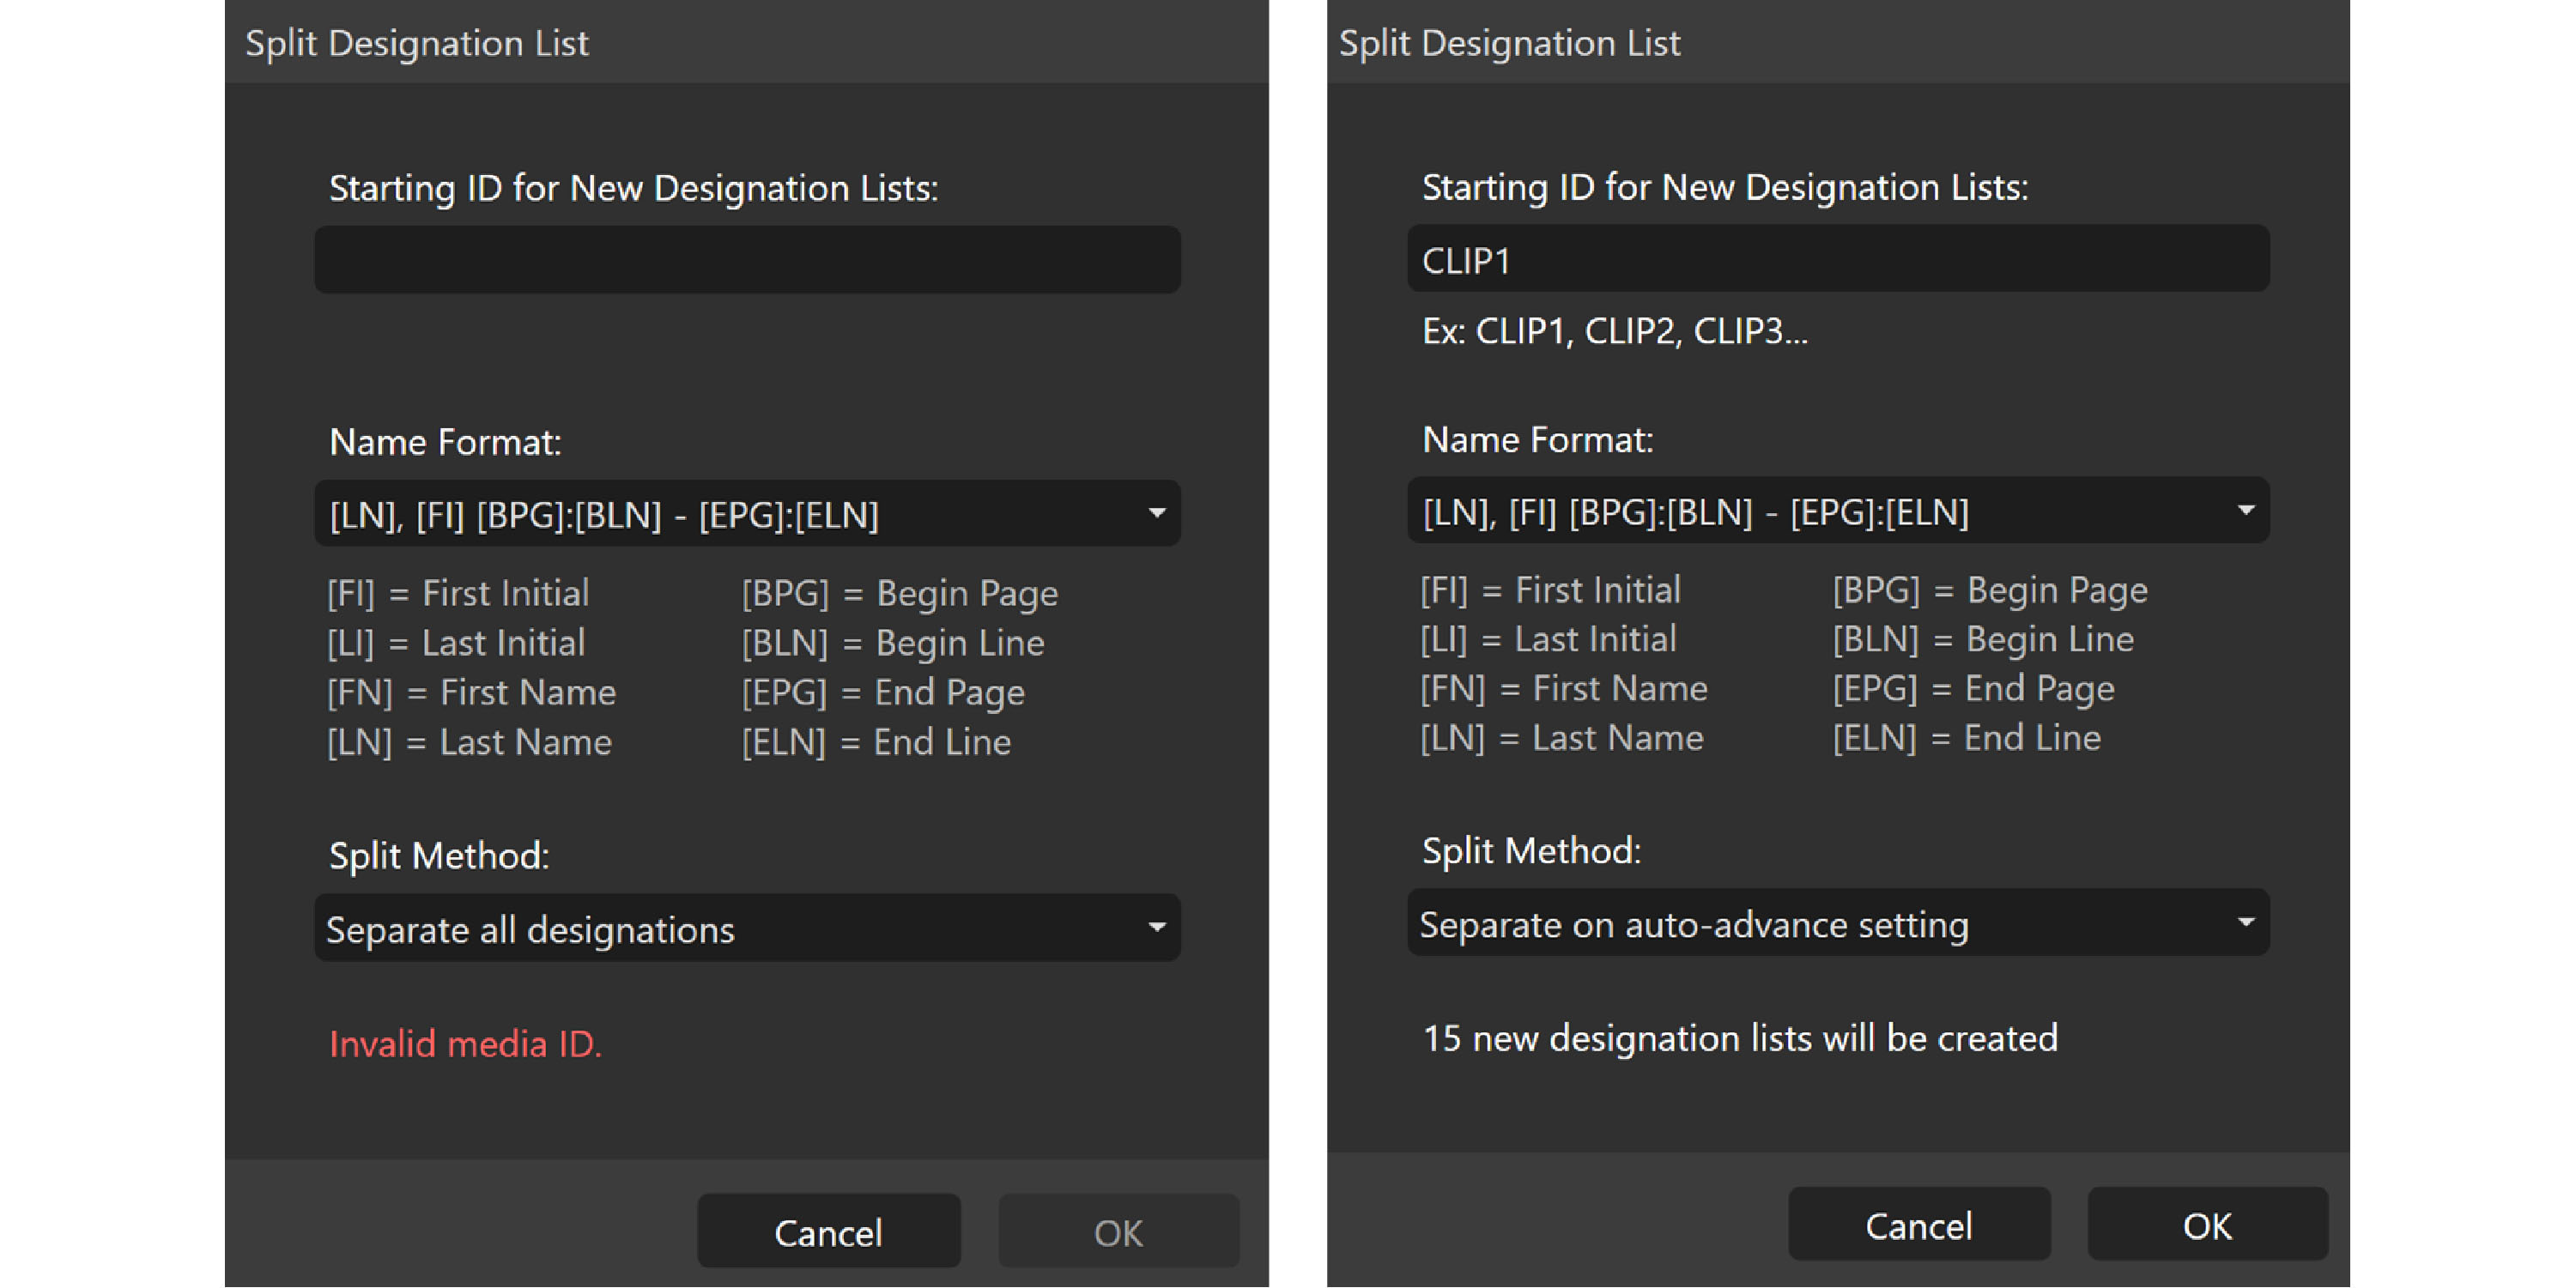 Split Designation List
Starting ID for New Designation Lists:
Name Format:
[LN], [FI] [BPG]:[BLN] - [EPG]:[ELN]
[FI] = First Initial [BPG] = Begin Page
[LI] = Last Initial [BLN] = Begin Line
[FN] = First Name [EPG] = End Page
[LN] = Last Name [ELN] = End Line
Split Method:
Separate all designations
Invalid media ID.
Cancel OK
Split Designation List
Starting ID for New Designation Lists:
CLIP1
Ex: CLIP1, CLIP2, CLIP3...
Name Format:
[LN], [FI] [BPG]:[BLN] - [EPG]:[ELN]
[FI] = First Initial [BPG] = Begin Page
[LI] = Last Initial [BLN] = Begin Line
[FN] = First Name [EPG] = End Page
[LN] = Last Name [ELN] = End Line
Split Method:
Separate on auto-advance setting
15 new designation lists will be created
Cancel OK